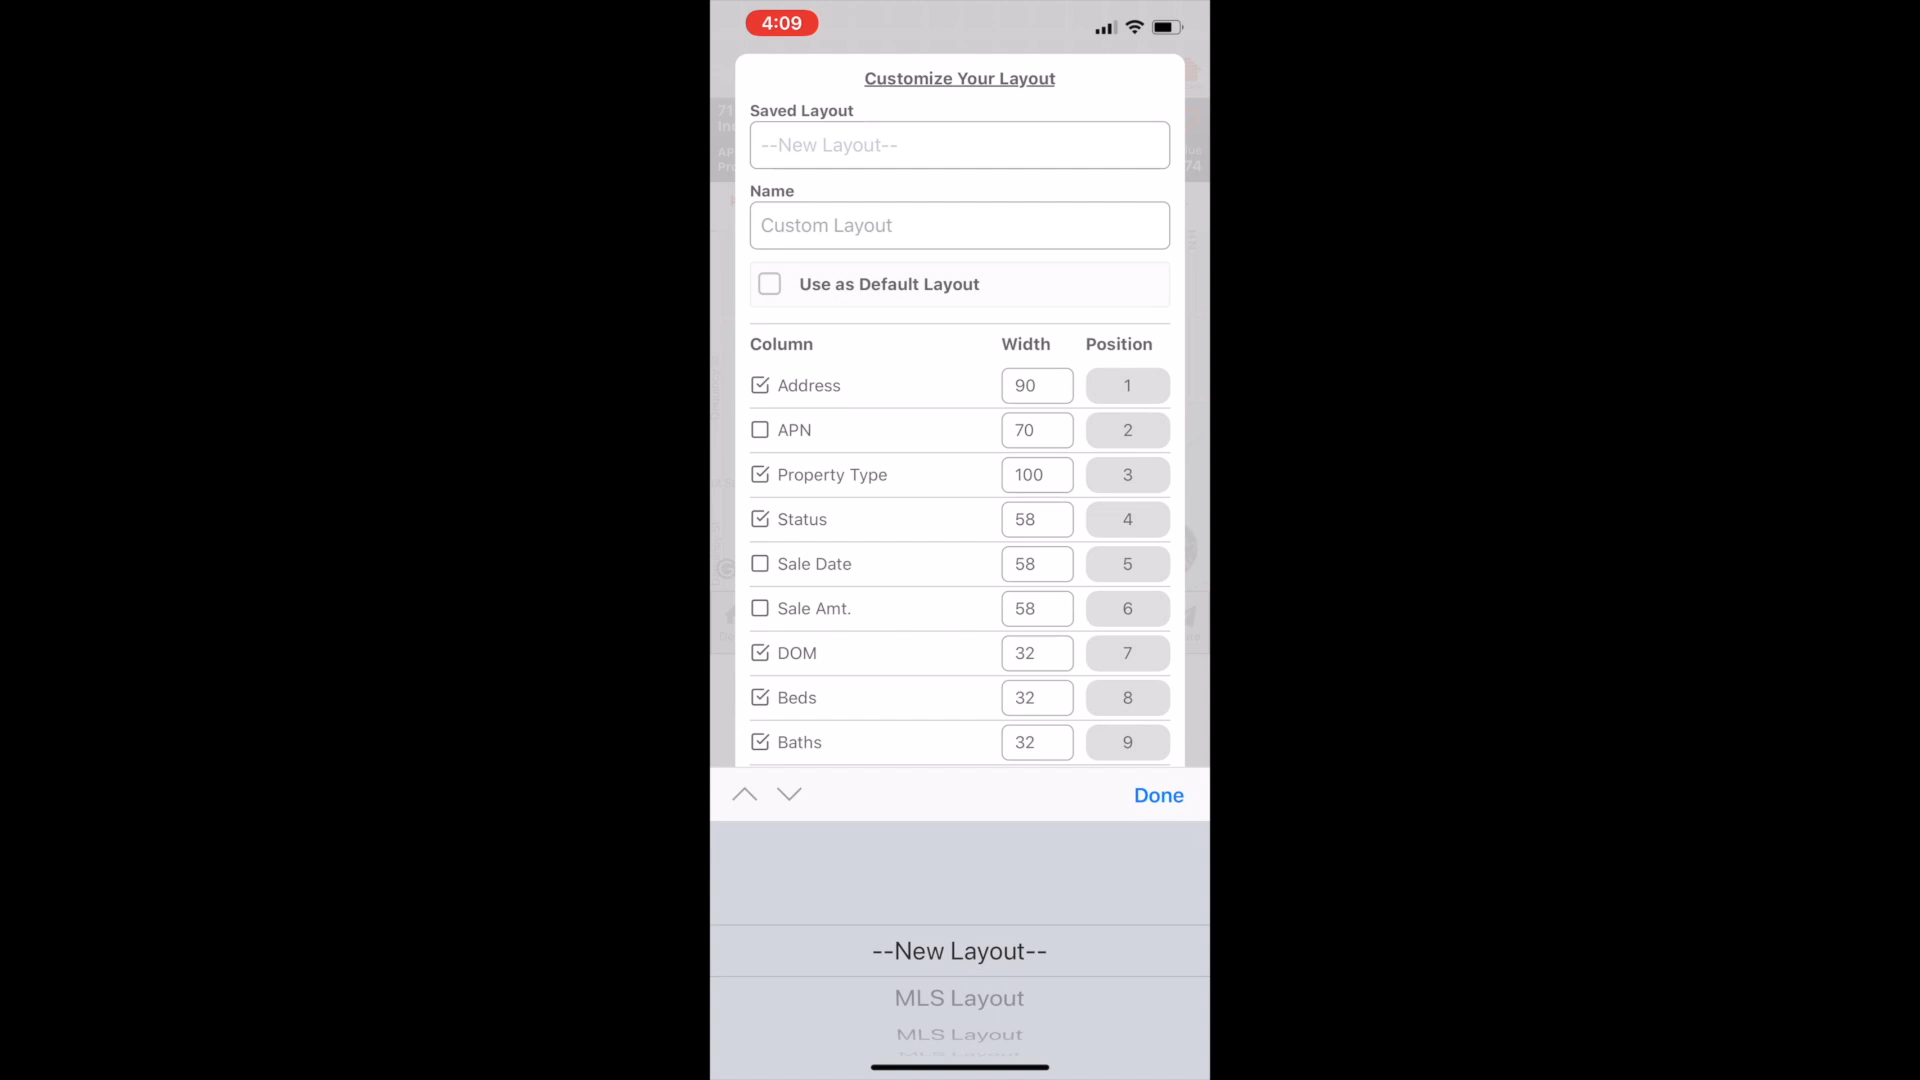 4:09
Customize Your Layout
Saved Layout
--New Layout--
Name
Custom Layout
Use as Default Layout
Column Width Position
Address 90 1
APN 70 2
Property Type 100 3
Status 58 4
Sale Date 58 5
Sale Amt. 58 6
DOM 32 7
Beds 32 8
Baths 32 9
Done
--New Layout--
MLS Layout
MLS Layout
MLS Layout